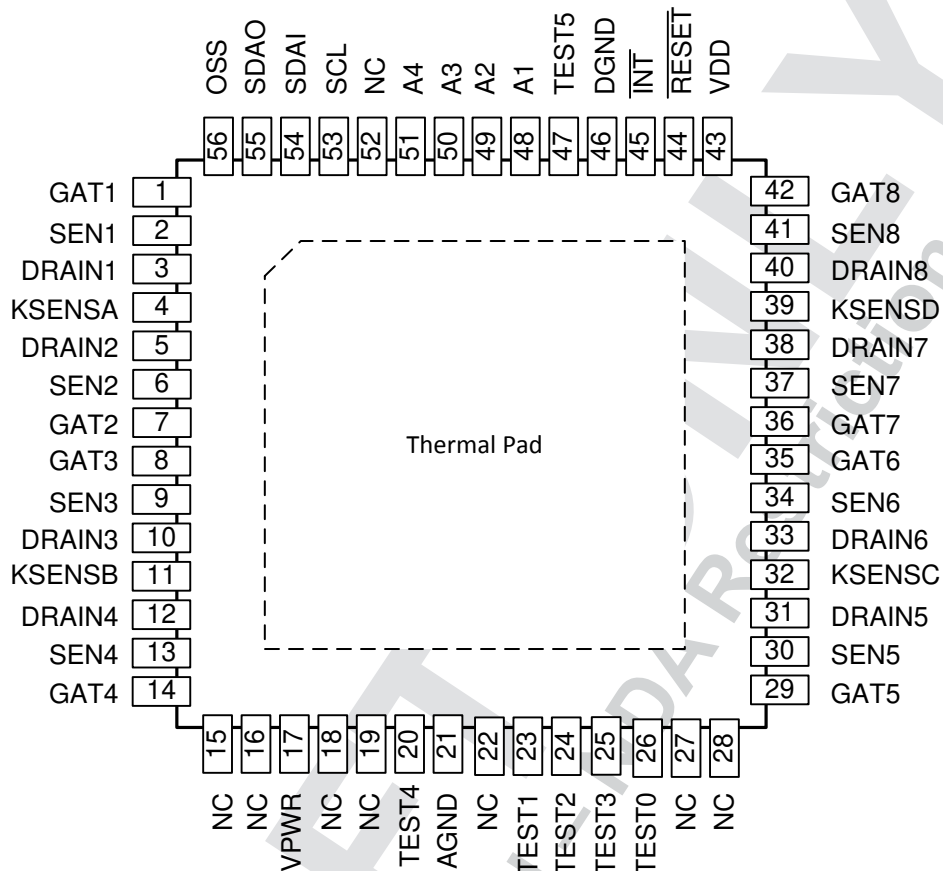 OSS
SDAO
SDAI
SCL
NC
A4
A3
A2
A1
TEST5
DGND
INT
RESET
VDD
56
55
54
53
52
51
50
49
48
47
46
45
44
43
GAT1 1
SEN1 2
DRAIN1 3
KSENSA 4
DRAIN2 5
SEN2 6
GAT2 7
GAT3 8
SEN3 9
DRAIN3 10
KSENSB 11
DRAIN4 12
SEN4 13
GAT4 14
Thermal Pad
42 GAT8
41 SEN8
40 DRAIN8
39 KSENSD
38 DRAIN7
37 SEN7
36 GAT7
35 GAT6
34 SEN6
33 DRAIN6
32 KSENSC
31 DRAIN5
30 SEN5
29 GAT5
15
16
17
18
19
20
21
22
23
24
25
26
27
28
NC
NC
VPWR
NC
NC
TEST4
AGND
NC
TEST1
TEST2
TEST3
TEST0
NC
NC
NDA Restriction